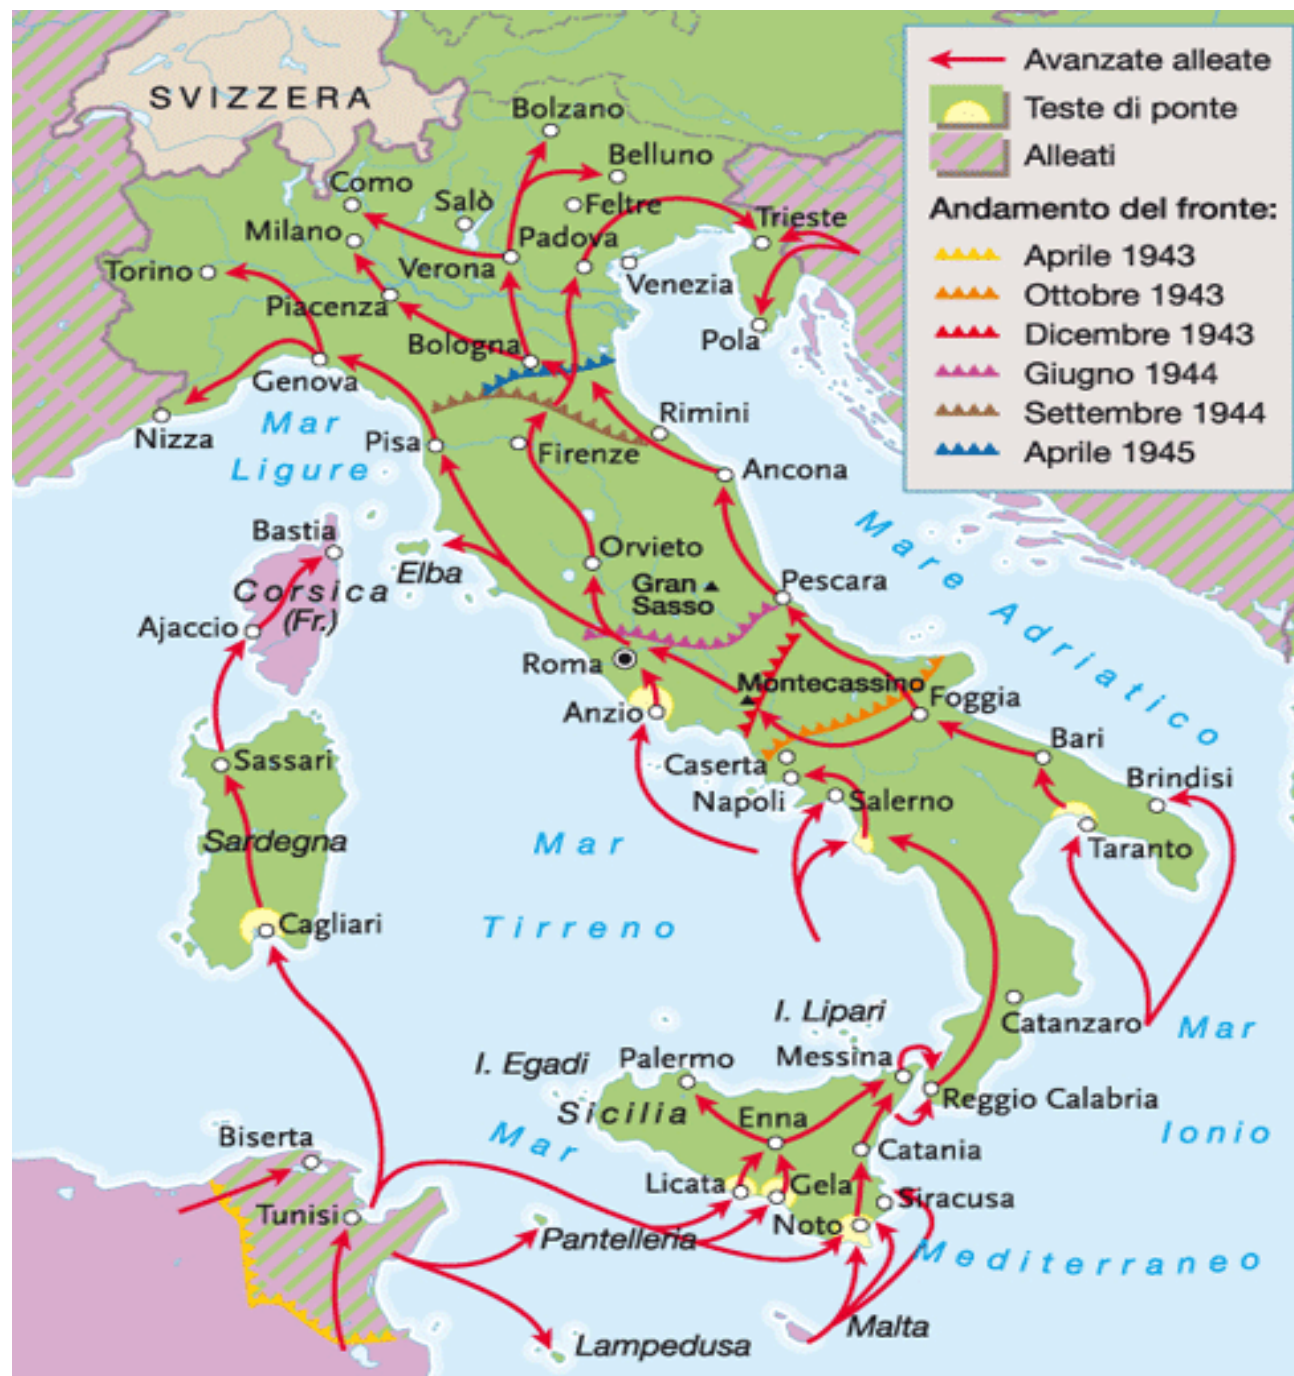 SVIZZERA
Avanzate alleate
Teste di ponte
Alleati
Andamento del fronte:
Aprile 1943
Ottobre 1943
Dicembre 1943
Giugno 1944
Settembre 1944
Aprile 1945
Bolzano
Belluno
Como
Salò
Feltre
Trieste
Milano
Padova
Torino
Verona
Venezia
Piacenza
Pola
Bologna
Genova
Nizza
Mar
Ligure
Pisa
Rimini
Firenze
Ancona
Bastia
Corsica
(Fr.)
Elba
Orvieto
Gran
Sasso
Pescara
Mare Adriatico
Ajaccio
Roma
Montecassino
Anzio
Foggia
Sassari
Caserta
Bari
Napoli
Salerno
Brindisi
Sardegna
Mar
Tirreno
Taranto
Cagliari
Catanzaro
Mar
Ionio
I. Lipari
I. Egadi
Palermo
Messina
Reggio Calabria
Sicilia
Enna
Catania
Biserta
Mar
Licata
Gela
Siracusa
Tunisi
Noto
Pantelleria
Mediterraneo
Malta
Lampedusa